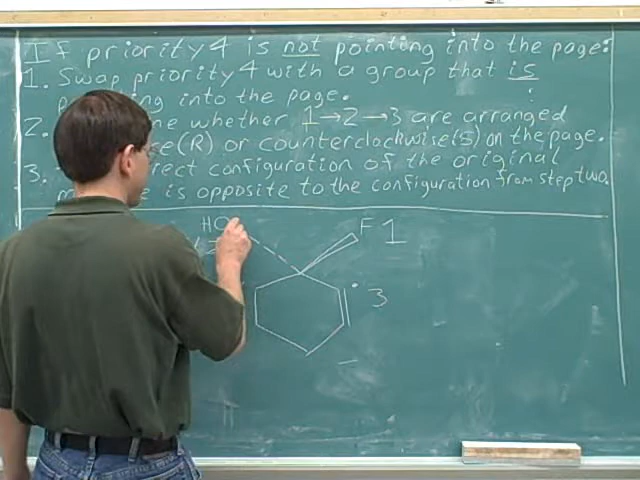 If priority 4 is not pointing into the page:
1. Swap priority 4 with a group that is
into the page.
2. whether 1→2→3 are arranged
(R) or counterclockwise (S) on the page.
3. configuration of the original
is opposite to the configuration from step two.
HO F 1
3